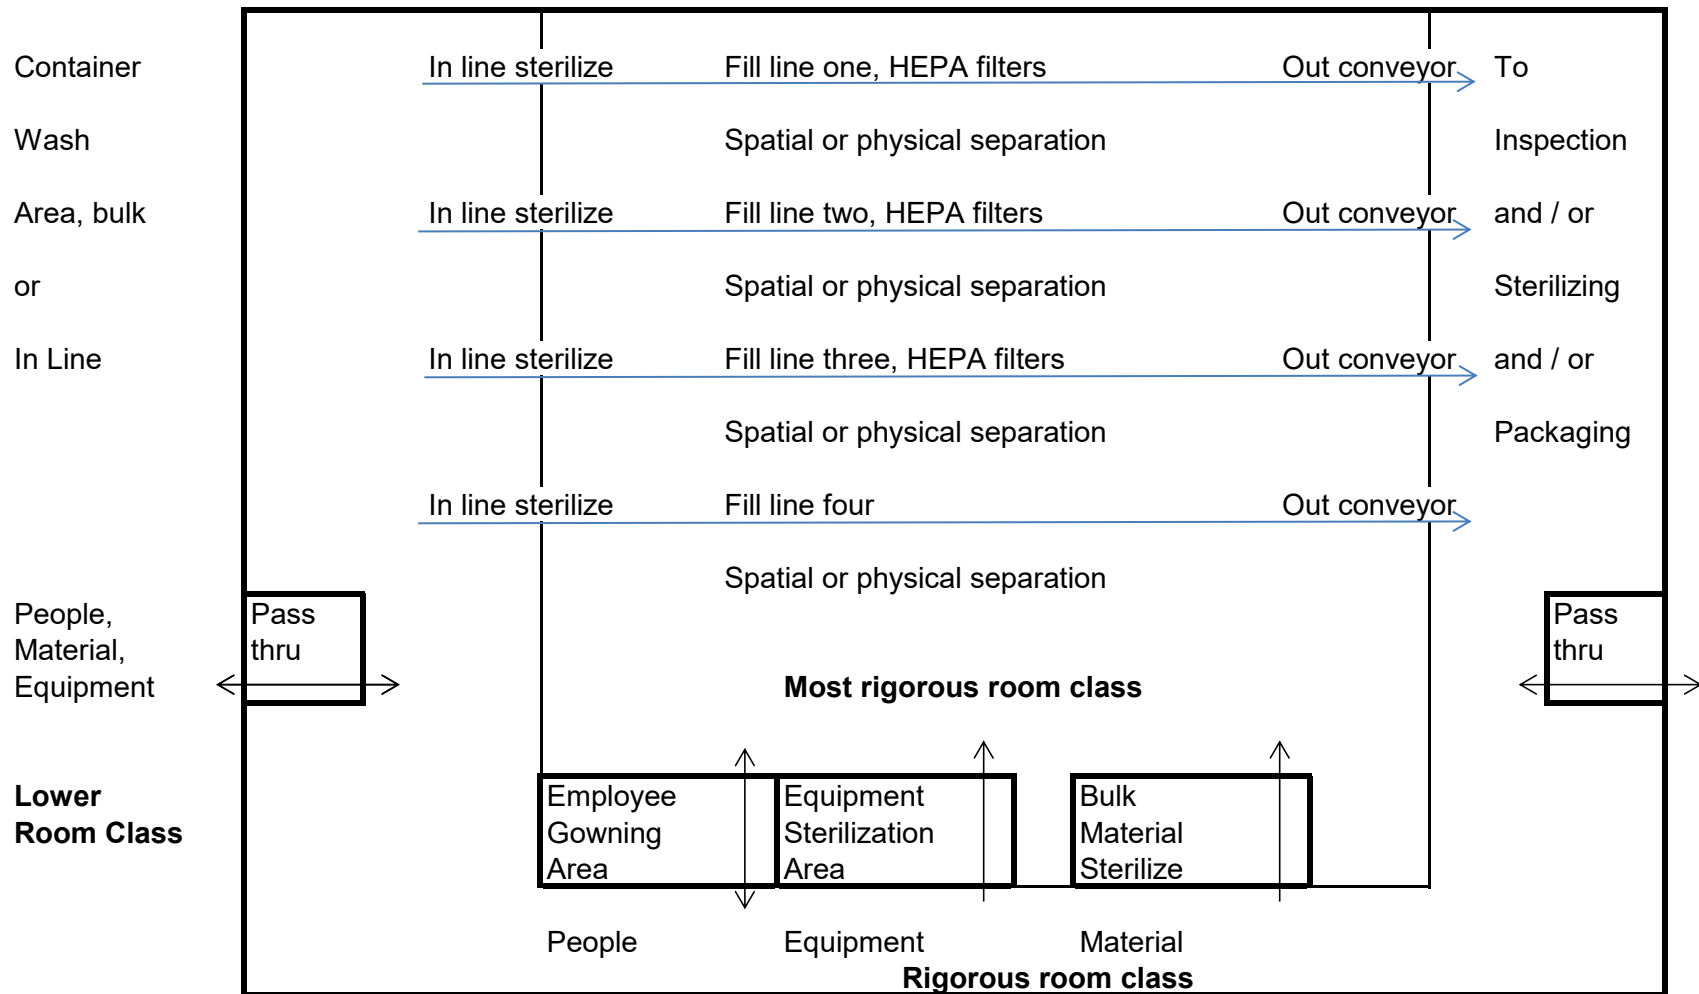 Container In line sterilize Fill line one, HEPA filters Out conveyor To
Wash Spatial or physical separation Inspection
Area, bulk In line sterilize Fill line two, HEPA filters Out conveyor and / or
or Spatial or physical separation Sterilizing
In Line In line sterilize Fill line three, HEPA filters Out conveyor and / or
Spatial or physical separation Packaging
In line sterilize Fill line four Out conveyor
Spatial or physical separation
People, Pass Pass
Material, thru thru
Equipment Most rigorous room class
Lower Employee Equipment Bulk
Room Class Gowning Sterilization Material
Area Area Sterilize
People Equipment Material
Rigorous room class